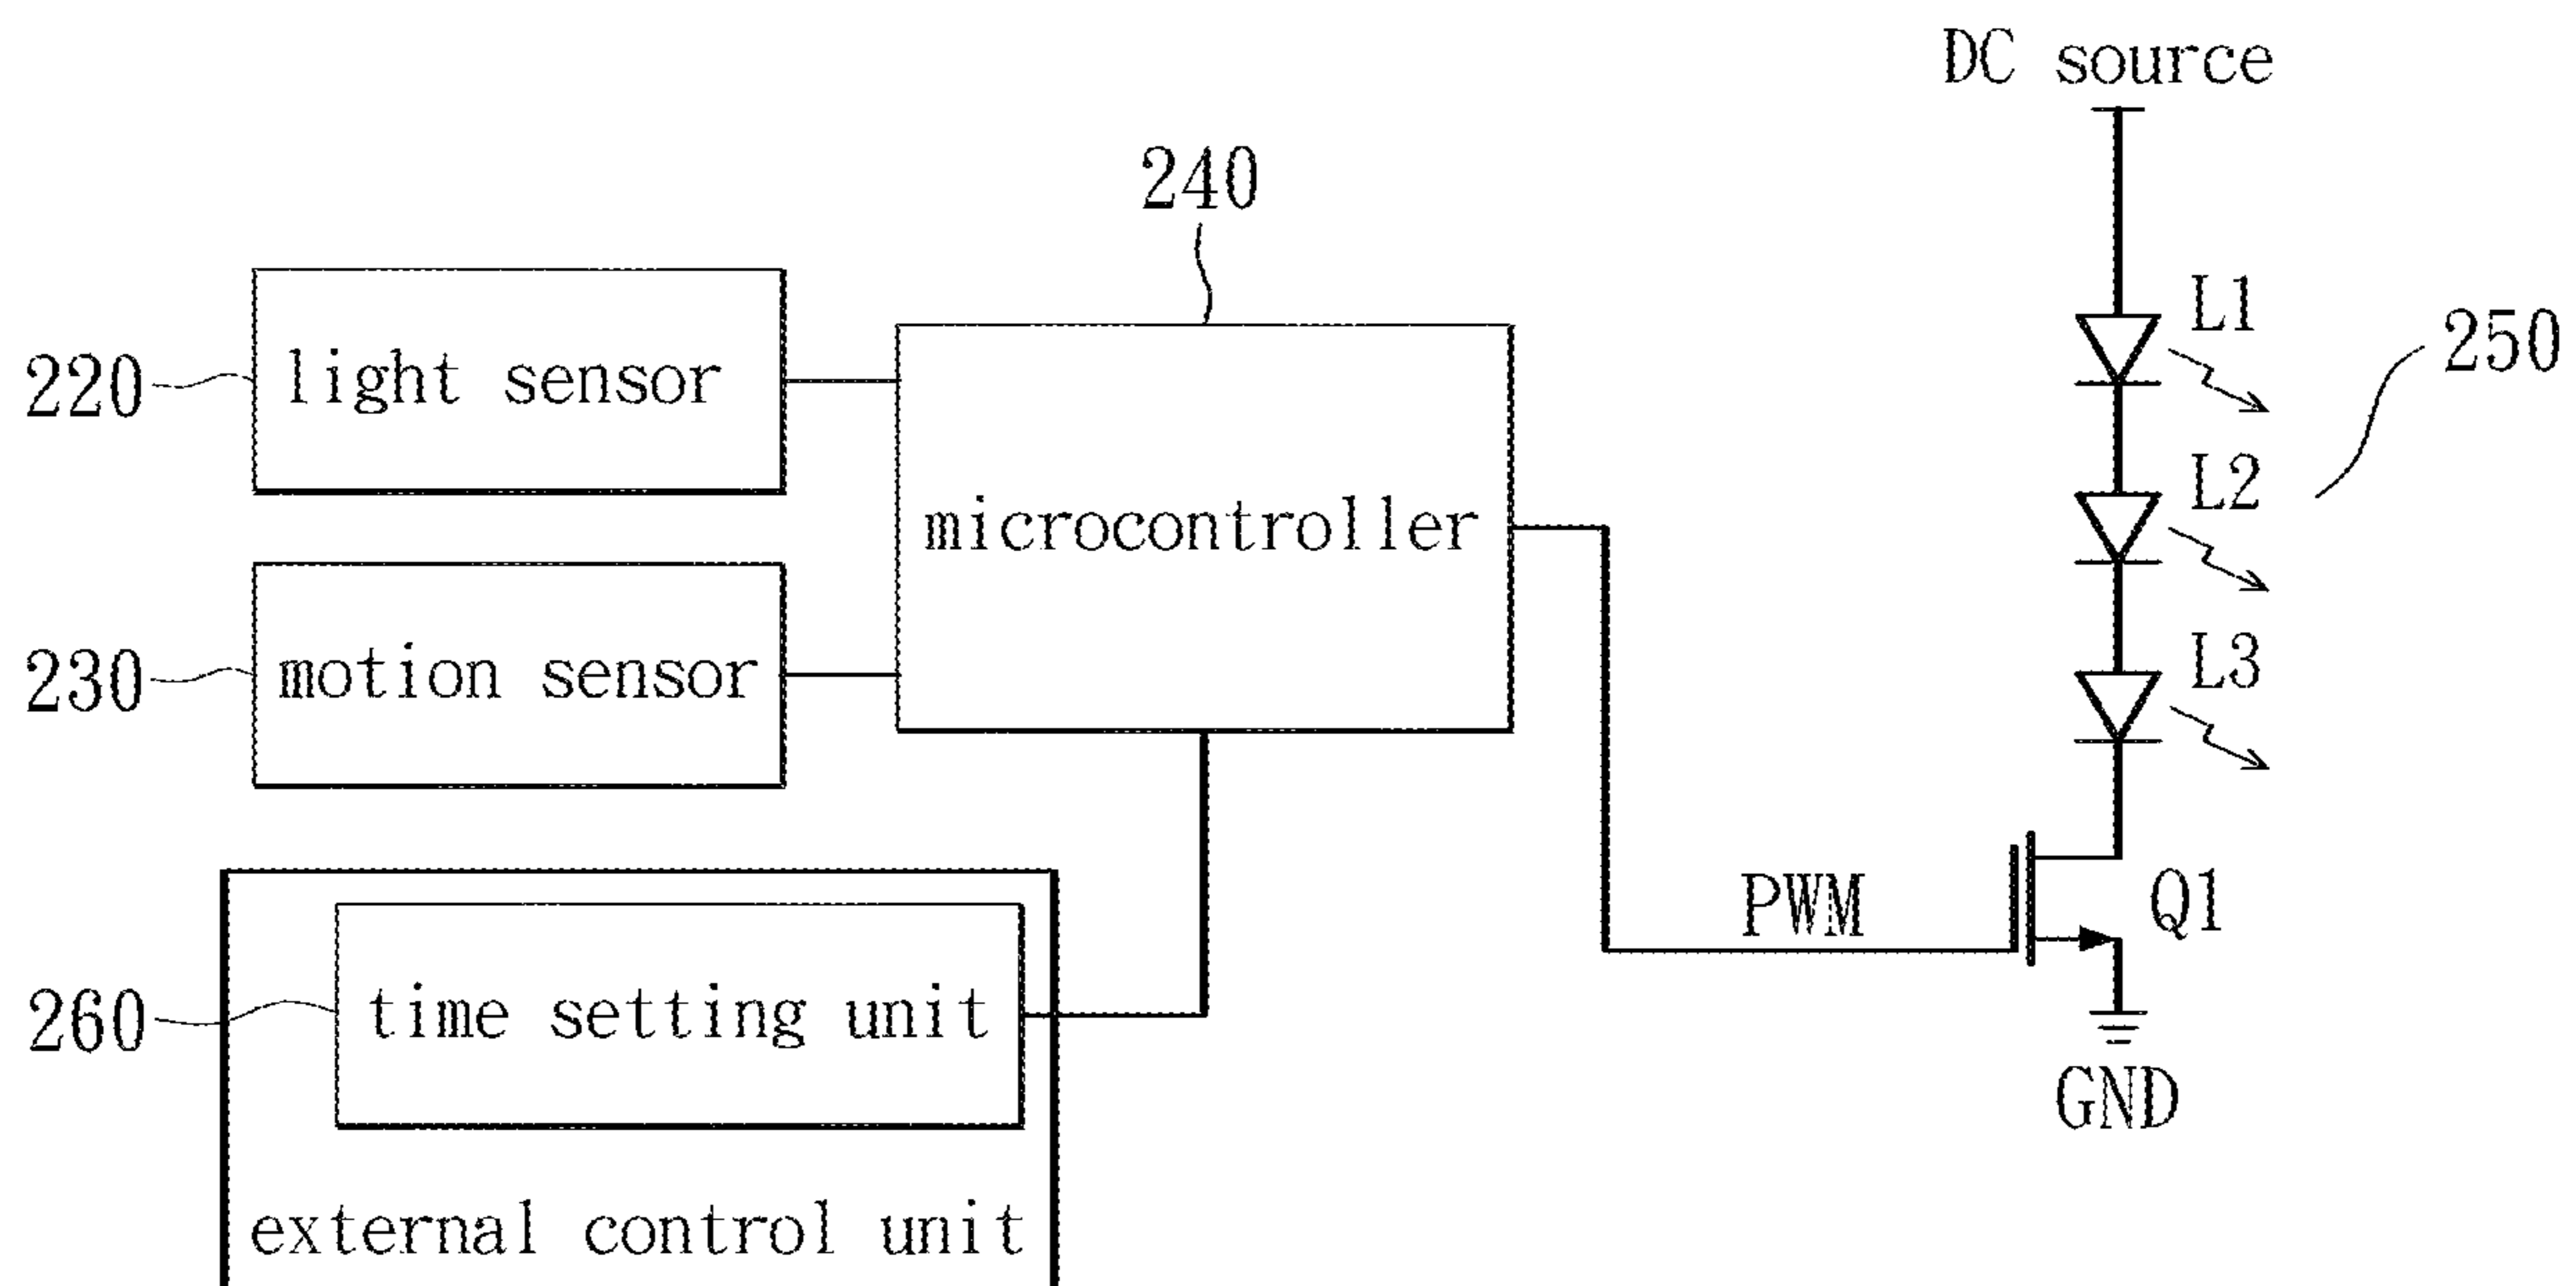 DC source
240
L1
220
light sensor
250
L2
microcontroller
L3
230
motion sensor
PWM
Q1
260
time setting unit
GND
external control unit